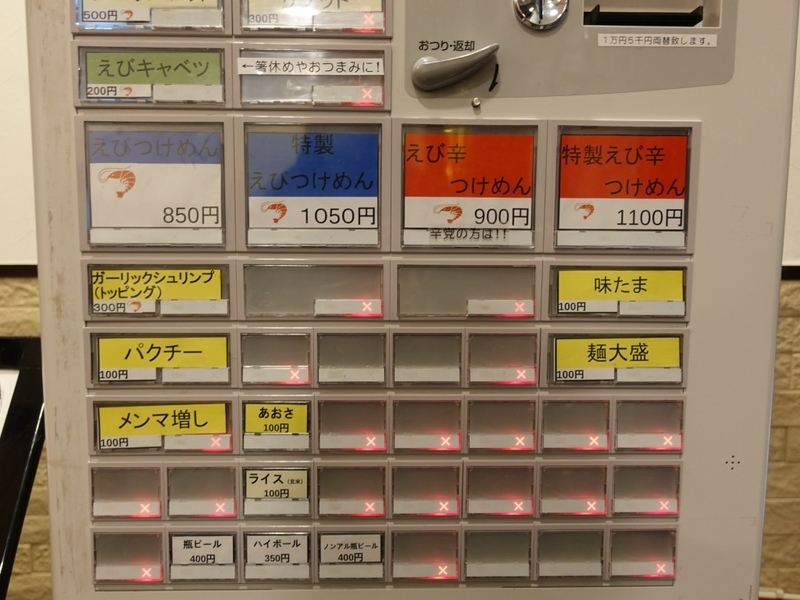 500円
300円
おつり・返却
1万円5千円両替致します。
えびキャベツ
200円
←箸休めやおつまみに!
えびつけめん
850円
特製
えびつけめん
1050円
えび辛
つけめん
900円
辛党の方は!!
特製えび辛
つけめん
1100円
ガーリックシュリンプ
(トッピング)
300円
味たま
100円
パクチー
100円
麺大盛
100円
メンマ増し
100円
あおさ
100円
ライス(玄米)
100円
瓶ビール
400円
ハイボール
350円
ノンアル瓶ビール
400円